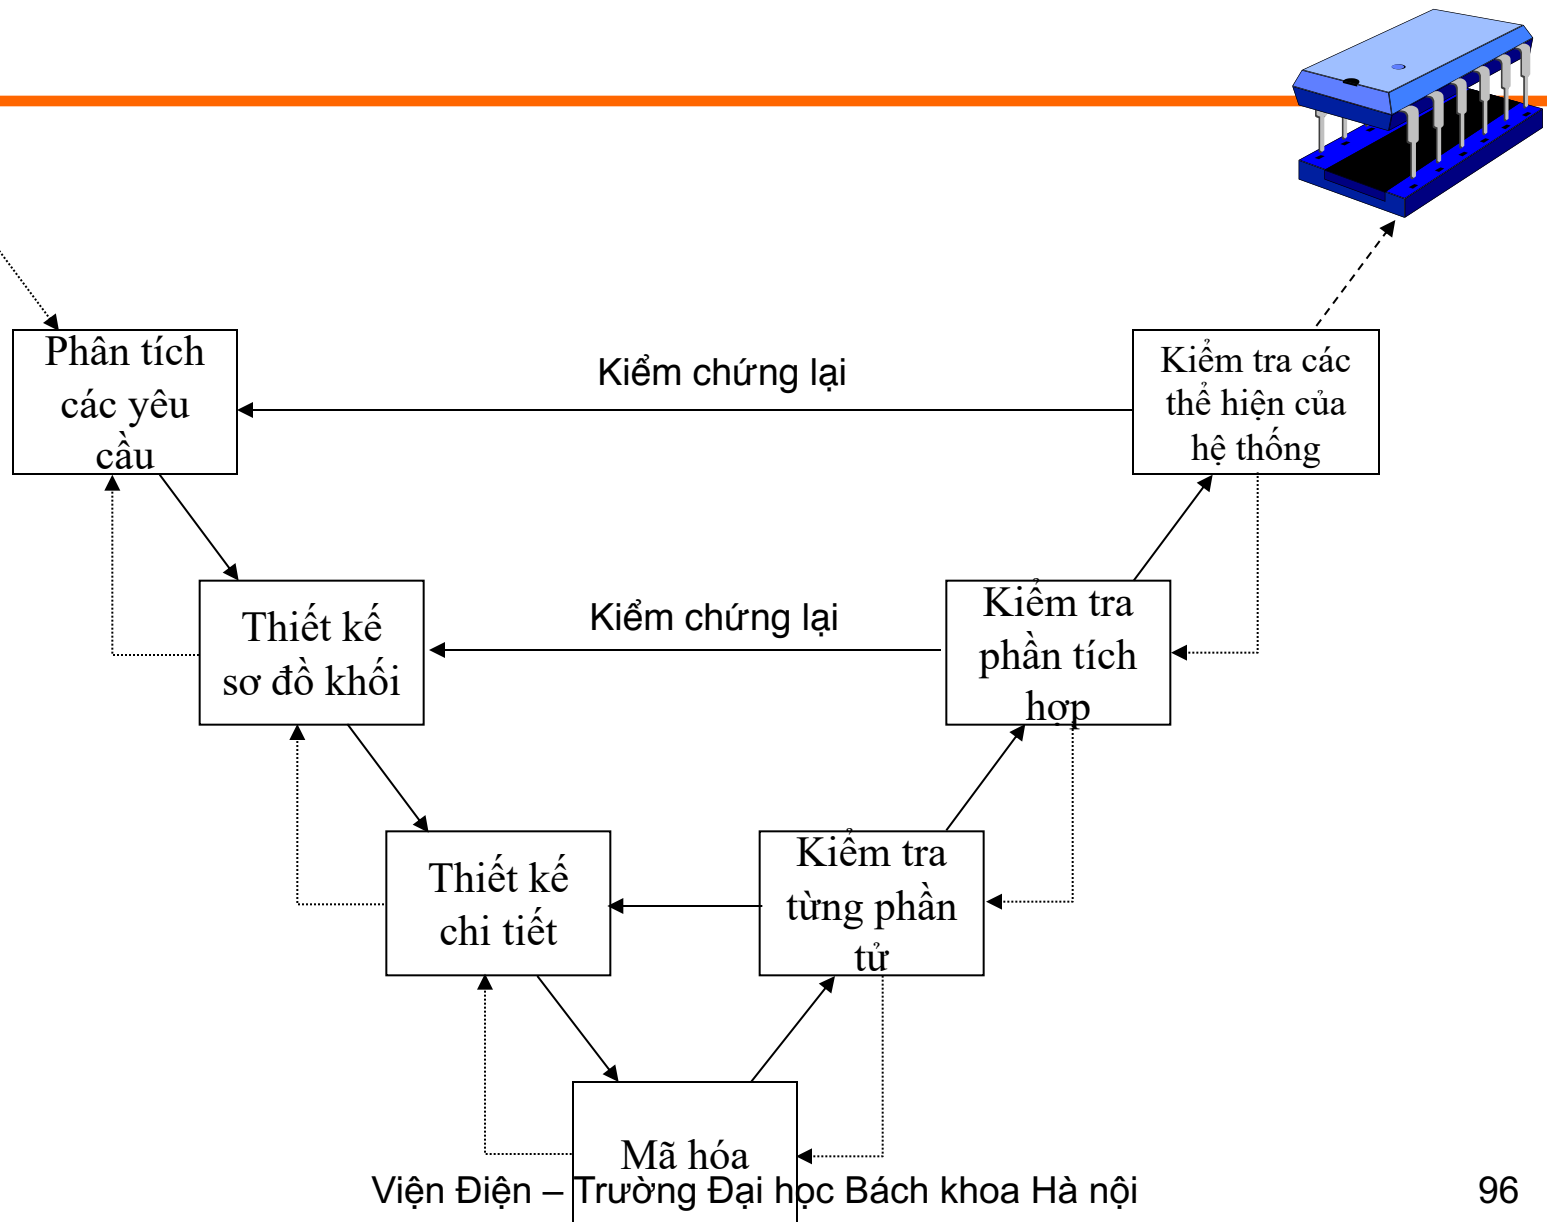 Phân tích
các yêu
cầu
Kiểm chứng lại
Kiểm tra các
thể hiện của
hệ thống
Thiết kế
sơ đồ khối
Kiểm chứng lại
Kiểm tra
phần tích
hợp
Thiết kế
chi tiết
Kiểm tra
từng phần
tử
Mã hóa
Viện Điện – Trường Đại học Bách khoa Hà nội
96